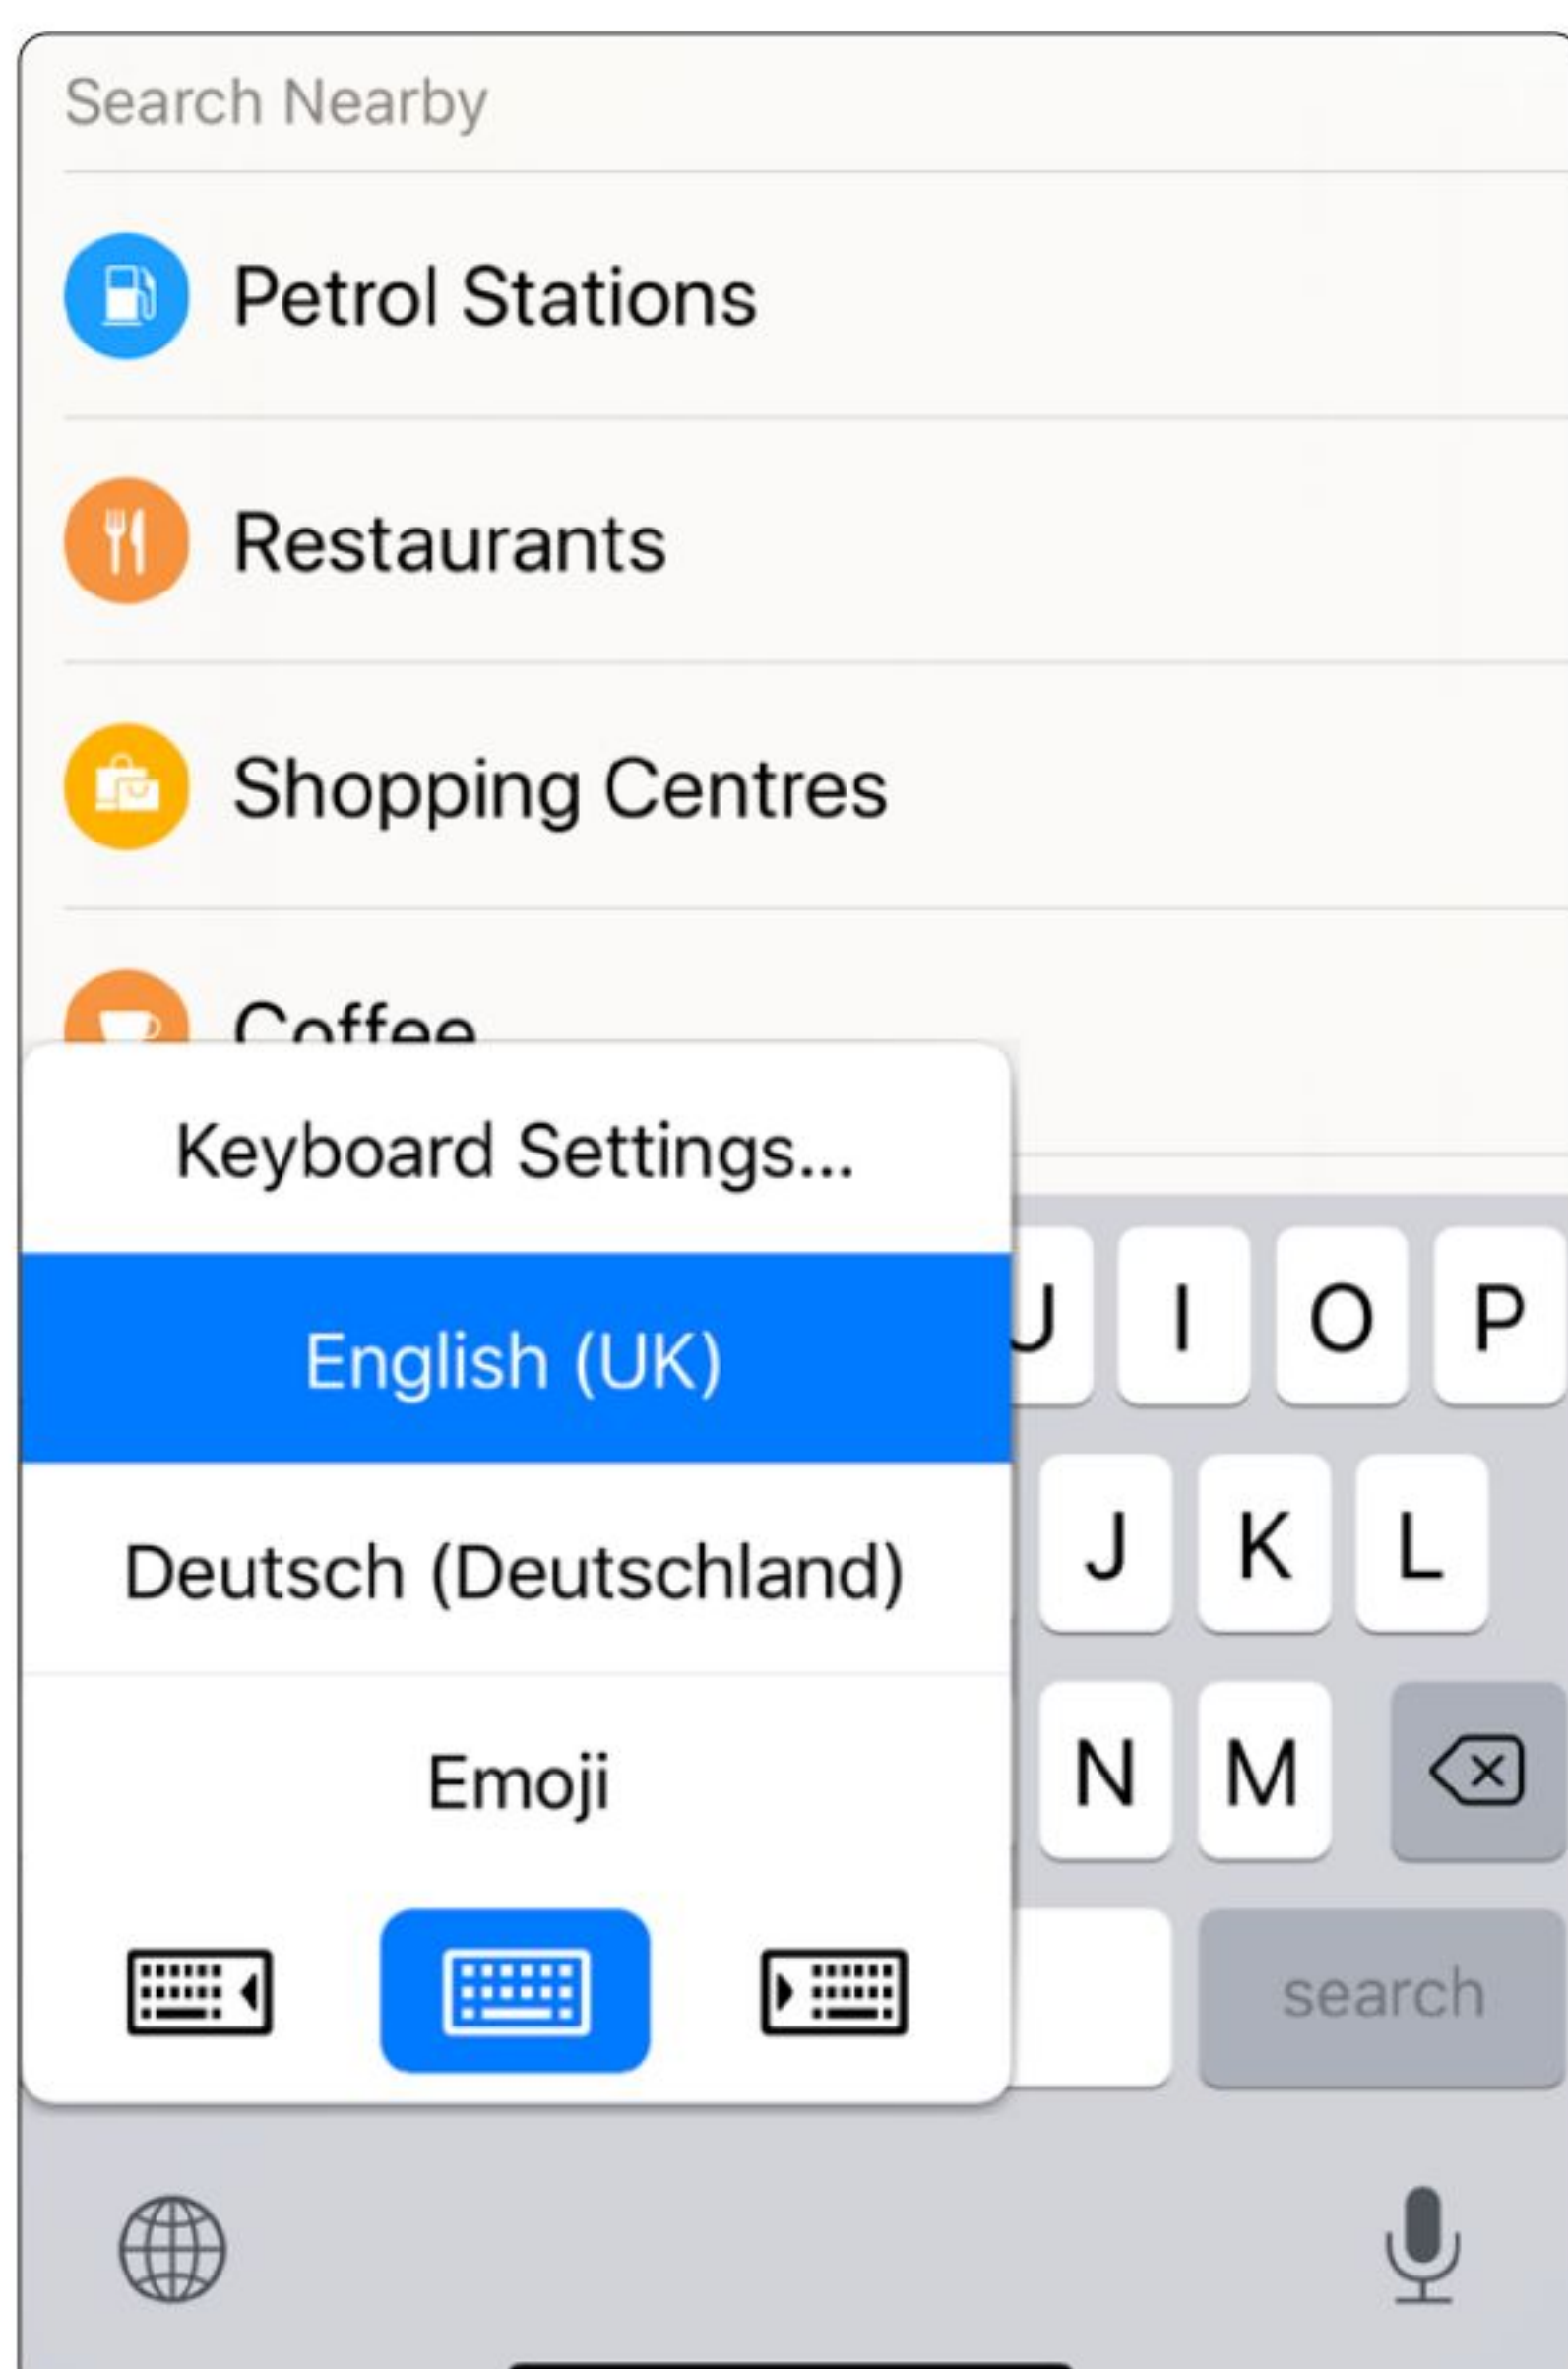 Search Nearby
Petrol Stations
Restaurants
Shopping Centres
Coffee
Keyboard Settings...
English (UK)
Deutsch (Deutschland)
Emoji
U I O P
J K L
N M
search